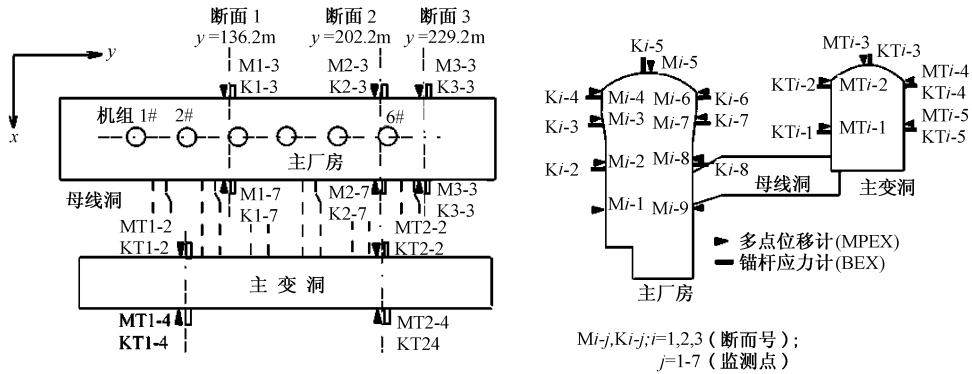 断面 1
y=136.2m
断面 2
y=202.2m
断面 3
y=229.2m
y
x
M1-3
K1-3
M2-3
K2-3
M3-3
K3-3
机组 1#
2#
6#
主厂房
母线洞
M1-7
K1-7
M2-7
K2-7
M3-3
K3-3
MT1-2
KT1-2
MT2-2
KT2-2
主 变 洞
MT1-4
KT1-4
MT2-4
KT24
Ki-5
Mi-5
Ki-4
Mi-4
Mi-6
Ki-6
Ki-3
Mi-3
Mi-7
Ki-7
Ki-2
Mi-2
Mi-8
Ki-8
Mi-1
Mi-9
主厂房
母线洞
MTi-3
KTi-3
KTi-2
MTi-2
MTi-4
KTi-4
KTi-1
MTi-1
MTi-5
KTi-5
主变洞
多点位移计(MPEX)
锚杆应力计(BEX)
Mi-j,Ki-j;i=1,2,3（断而号）;
j=1-7（监测点）